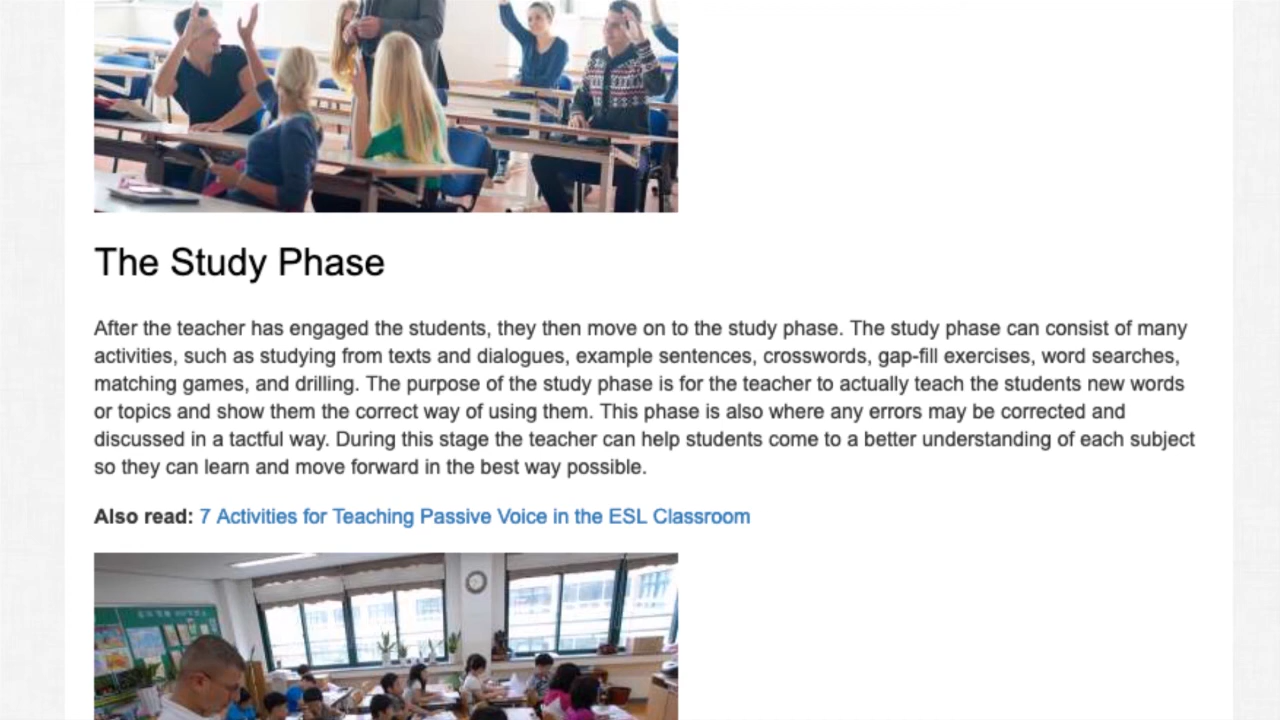 The Study Phase
After the teacher has engaged the students, they then move on to the study phase. The study phase can consist of many
activities, such as studying from texts and dialogues, example sentences, crosswords, gap-fill exercises, word searches,
matching games, and drilling. The purpose of the study phase is for the teacher to actually teach the students new words
or topics and show them the correct way of using them. This phase is also where any errors may be corrected and
discussed in a tactful way. During this stage the teacher can help students come to a better understanding of each subject
so they can learn and move forward in the best way possible.
Also read: 7 Activities for Teaching Passive Voice in the ESL Classroom